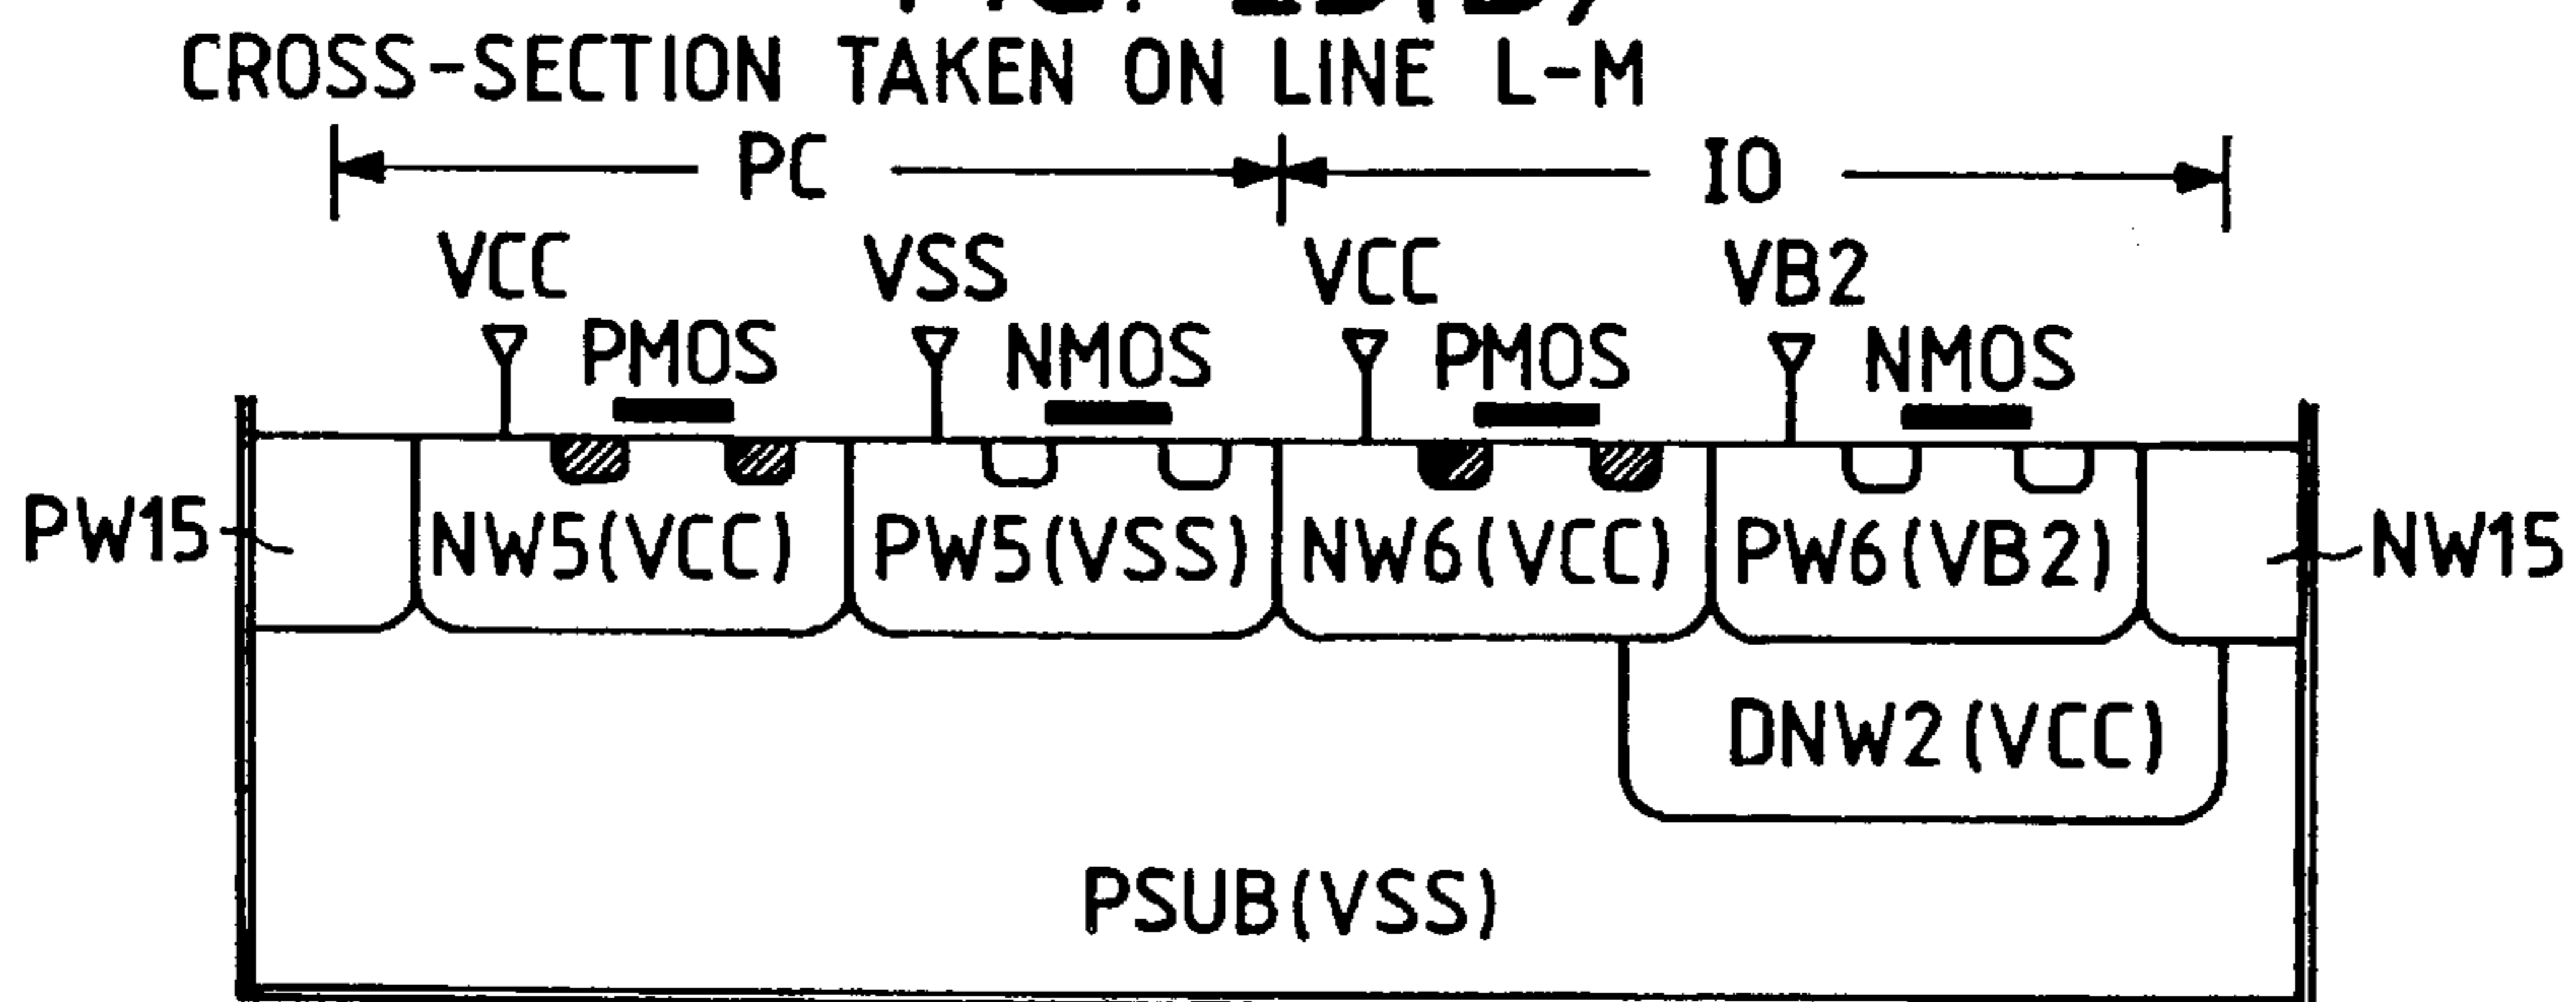 CROSS-SECTION TAKEN ON LINE L-M
PC IO
VCC VSS VCC VB2
PMOS NMOS PMOS NMOS
PW15 NW5(VCC) PW5(VSS) NW6(VCC) PW6(VB2) NW15
DNW2(VCC)
PSUB(VSS)